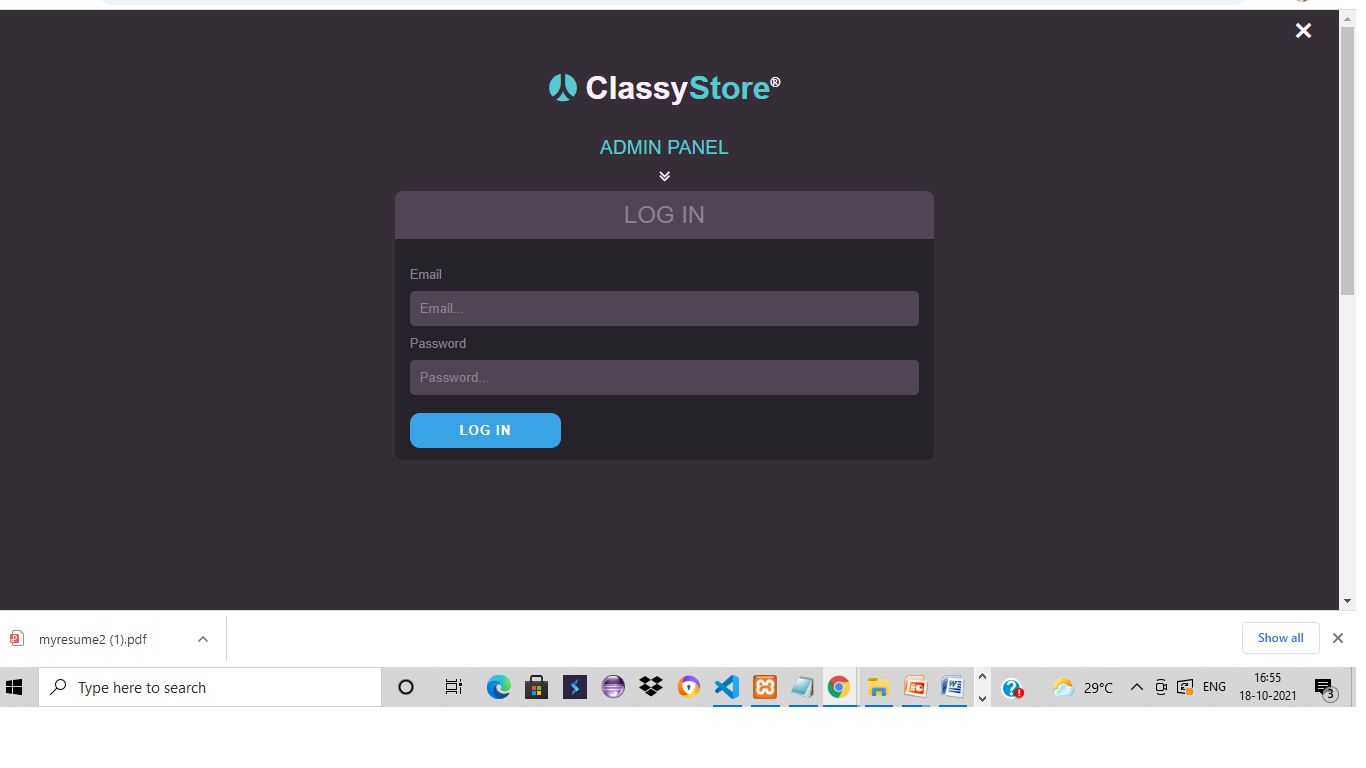 ClassyStore®
ADMIN PANEL
LOG IN
Email
Email...
Password
Password...
LOG IN
myresume2 (1).pdf
Show all
Type here to search
29°C
ENG
16:55
18-10-2021
3